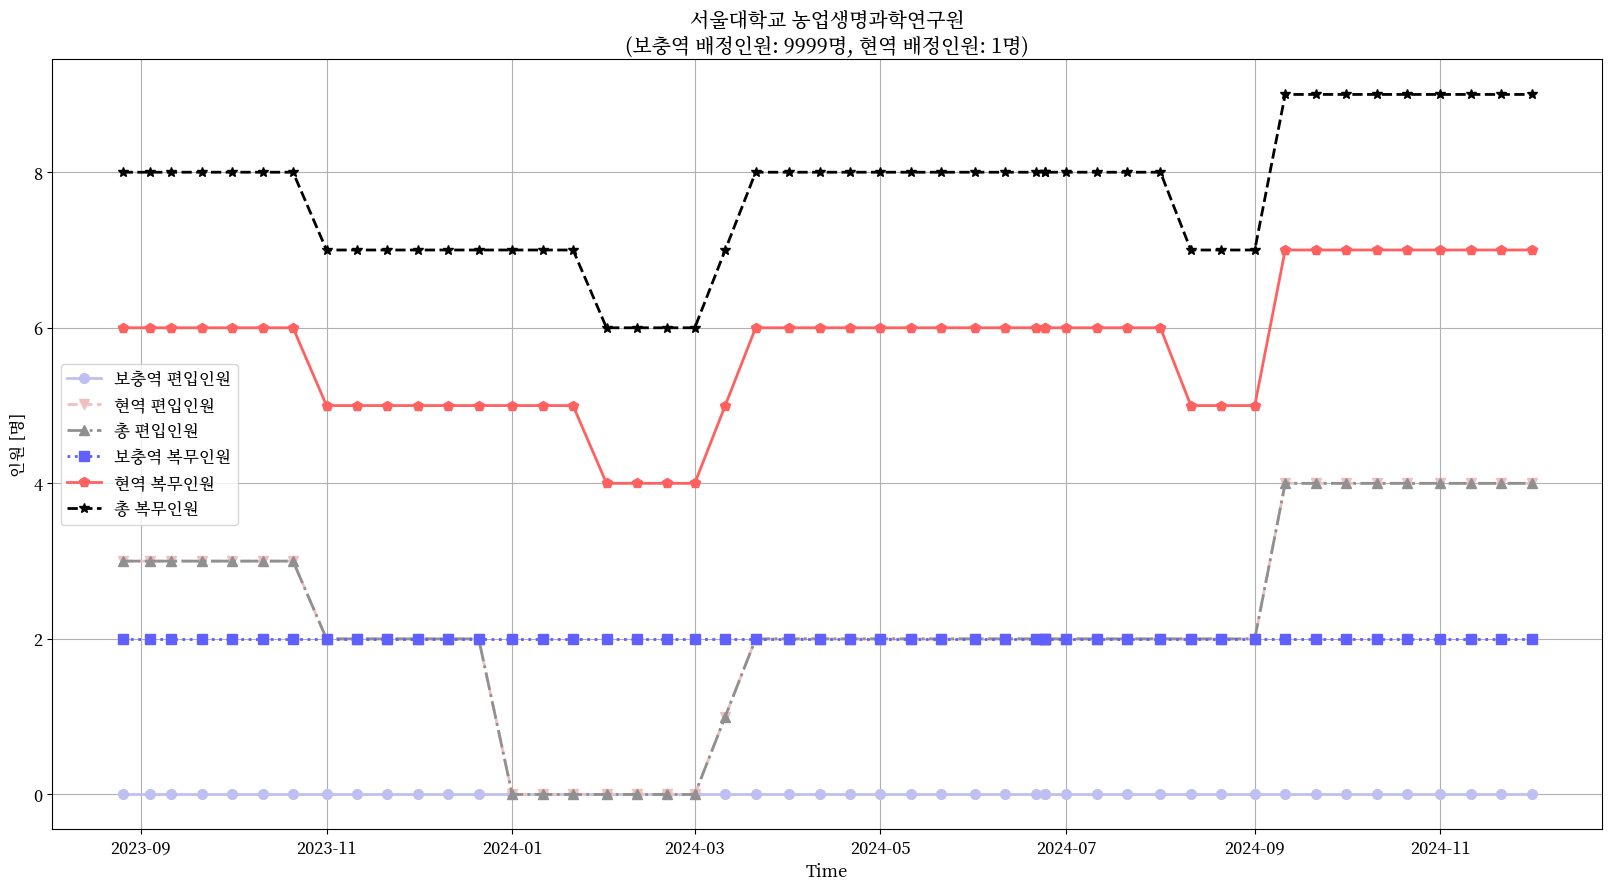 서울대학교 농업생명과학연구원
(보충역 배정인원: 9999명, 현역 배정인원: 1명)
인원 [명]
8
6
4
2
0
보충역 편입인원
현역 편입인원
총 편입인원
보충역 복무인원
현역 복무인원
총 복무인원
2023-09 2023-11 2024-01 2024-03 2024-05 2024-07 2024-09 2024-11
Time